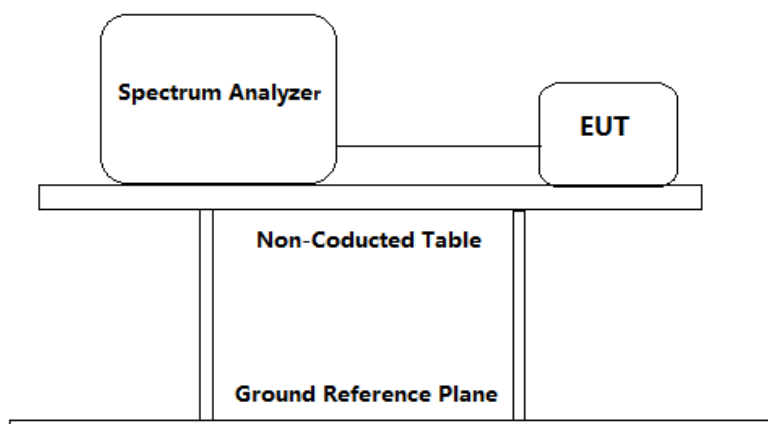 Spectrum Analyzer
EUT
Non-Coducted Table
Ground Reference Plane